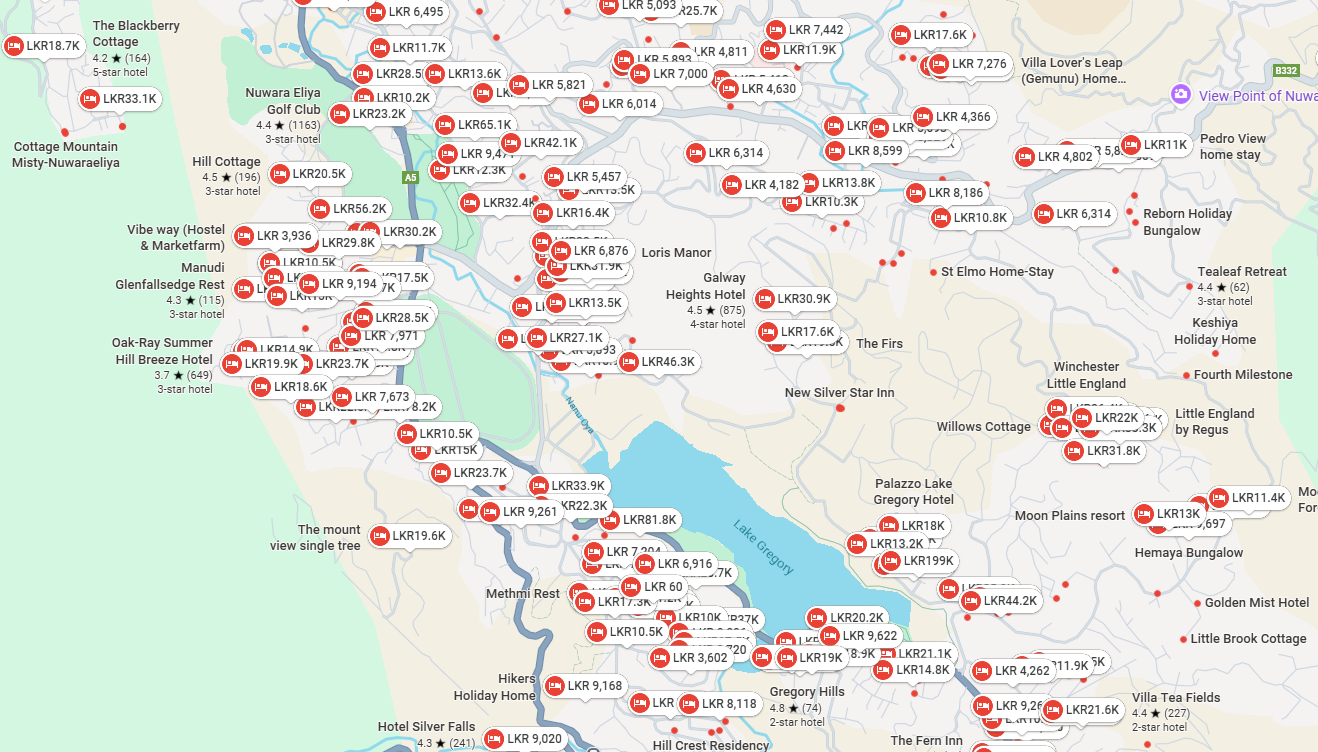 LKR 6,495
LKR 5,093
LKR25.7K
The Blackberry
Cottage
4.2 ★ (164)
5-star hotel
LKR18.7K
LKR 7,442
LKR17.6K
LKR11.7K
LKR 4,811
LKR11.9K
LKR 5,893
LKR 7,276
Villa Lover's Leap
(Gemunu) Home...
B332
LKR28.5
LKR13.6K
LKR 7,000
LKR 5,821
LKR 4,630
View Point of Nuwa
LKR33.1K
Nuwara Eliya
Golf Club
4.4 ★ (1163)
3-star hotel
LKR10.2K
LKR 6,014
LKR23.2K
LKR65.1K
LKR 4,366
LKR
Cottage Mountain
Misty-Nuwaraeliya
LKR42.1K
LKR 9,471
LKR 6,314
LKR 8,599
LKR 4,802
LKR11K
Pedro View
home stay
Hill Cottage
4.5 ★ (196)
3-star hotel
LKR20.5K
A5
LKR12.3K
LKR 5,457
LKR13.5K
LKR 4,182
LKR13.8K
LKR10.3K
LKR 8,186
LKR32.4K
LKR56.2K
LKR16.4K
LKR10.8K
LKR 6,314
Reborn Holiday
Bungalow
Vibe way (Hostel
& Marketfarm)
LKR 3,936
LKR29.8K
LKR30.2K
LKR 6,876
Loris Manor
LKR10.5K
LKR31.9K
Manudi
Glenfallsedge Rest
4.3 ★ (115)
3-star hotel
LKR17.5K
LKR 9,194
LKR15K
St Elmo Home-Stay
Tealeaf Retreat
4.4 ★ (62)
3-star hotel
Galway
Heights Hotel
4.5 ★ (875)
4-star hotel
LKR30.9K
LKR13.5K
LKR28.5K
LKR 7,971
LKR17.6K
The Firs
Keshiya
Holiday Home
LKR27.1K
Oak-Ray Summer
Hill Breeze Hotel
3.7 ★ (649)
3-star hotel
LKR14.9K
LKR19.9K
LKR23.7K
LKR46.3K
LKR18.6K
LKR 7,673
Winchester
Little England
Fourth Milestone
New Silver Star Inn
LKR22K
Little England
by Regus
Willows Cottage
LKR31.8K
Nanu Oya
LKR10.5K
LKR15K
LKR23.7K
LKR33.9K
LKR22.3K
LKR 9,261
LKR81.8K
Lake Gregory
Palazzo Lake
Gregory Hotel
LKR18K
LKR13.2K
LKR199K
LKR11.4K
LKR13K
Moon Plains resort
Hemaya Bungalow
The mount
view single tree
LKR19.6K
LKR 7,204
LKR 6,916
Methmi Rest
LKR 60
LKR17.3K
LKR10K
LKR10.5K
LKR 3,602
LKR44.2K
Golden Mist Hotel
LKR20.2K
LKR 9,622
LKR19K
LKR21.1K
LKR14.8K
Little Brook Cottage
LKR 4,262
Hikers
Holiday Home
LKR 9,168
LKR
LKR 8,118
Gregory Hills
4.8 ★ (74)
2-star hotel
LKR21.6K
Villa Tea Fields
4.4 ★ (227)
2-star hotel
Hotel Silver Falls
4.3 ★ (241)
LKR 9,020
Hill Crest Residency
The Fern Inn